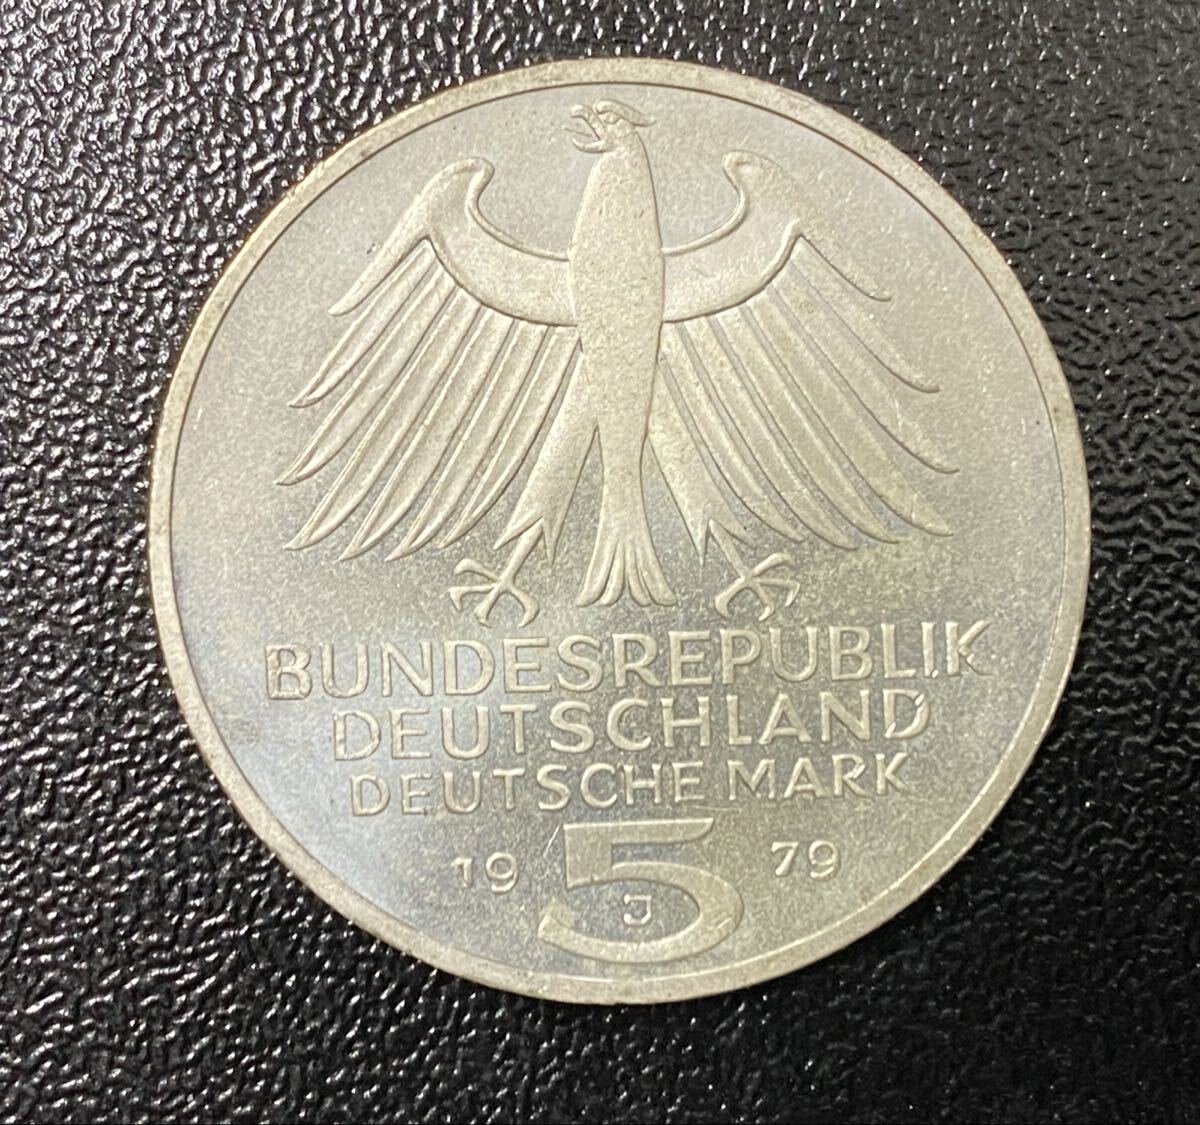 BUNDESREPUBLIK
DEUTSCHLAND
DEUTSCHE MARK
19 5 79
J